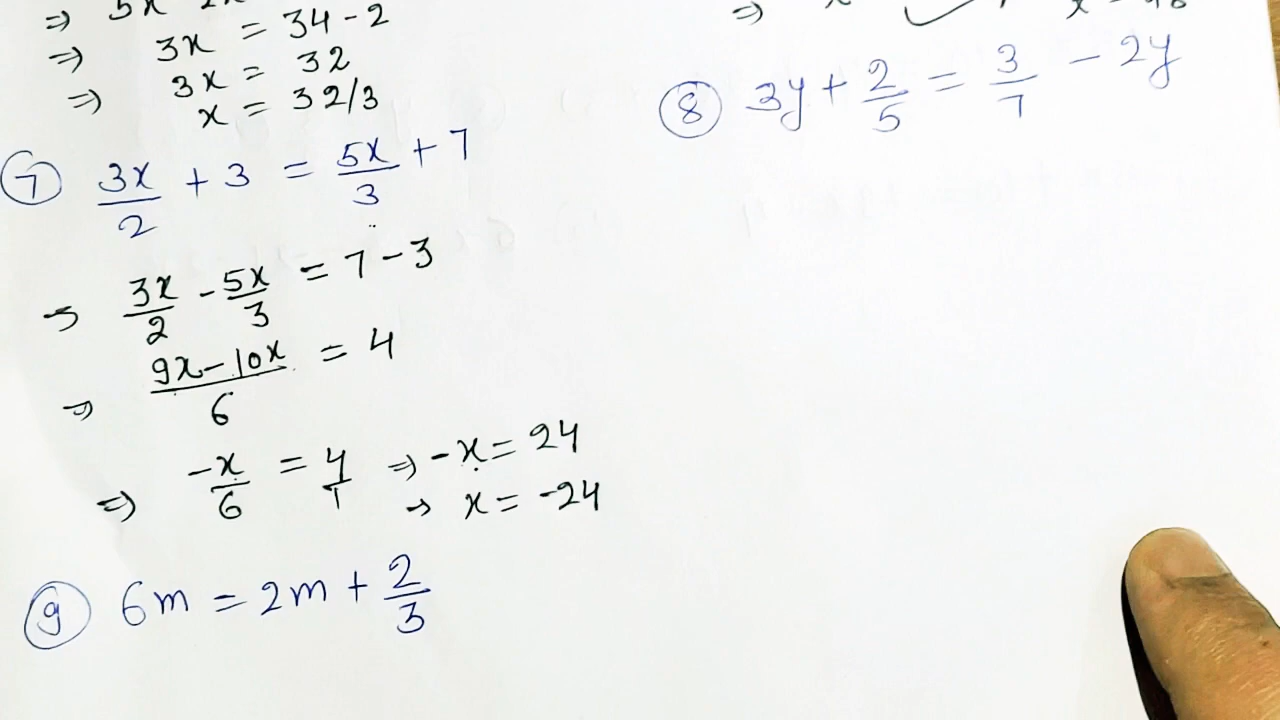 ⇒ 3x = 34 - 2
⇒ 3x = 32
⇒ x = 32/3
⑦ 3x/2 + 3 = 5x/3 + 7
⇒ 3x/2 - 5x/3 = 7 - 3
⇒ (9x - 10x)/6 = 4
⇒ -x/6 = 4/1 ⇒ -x = 24
⇒ x = -24
⑨ 6m = 2m + 2/3
⑧ 3y + 2/5 = 3/7 - 2y